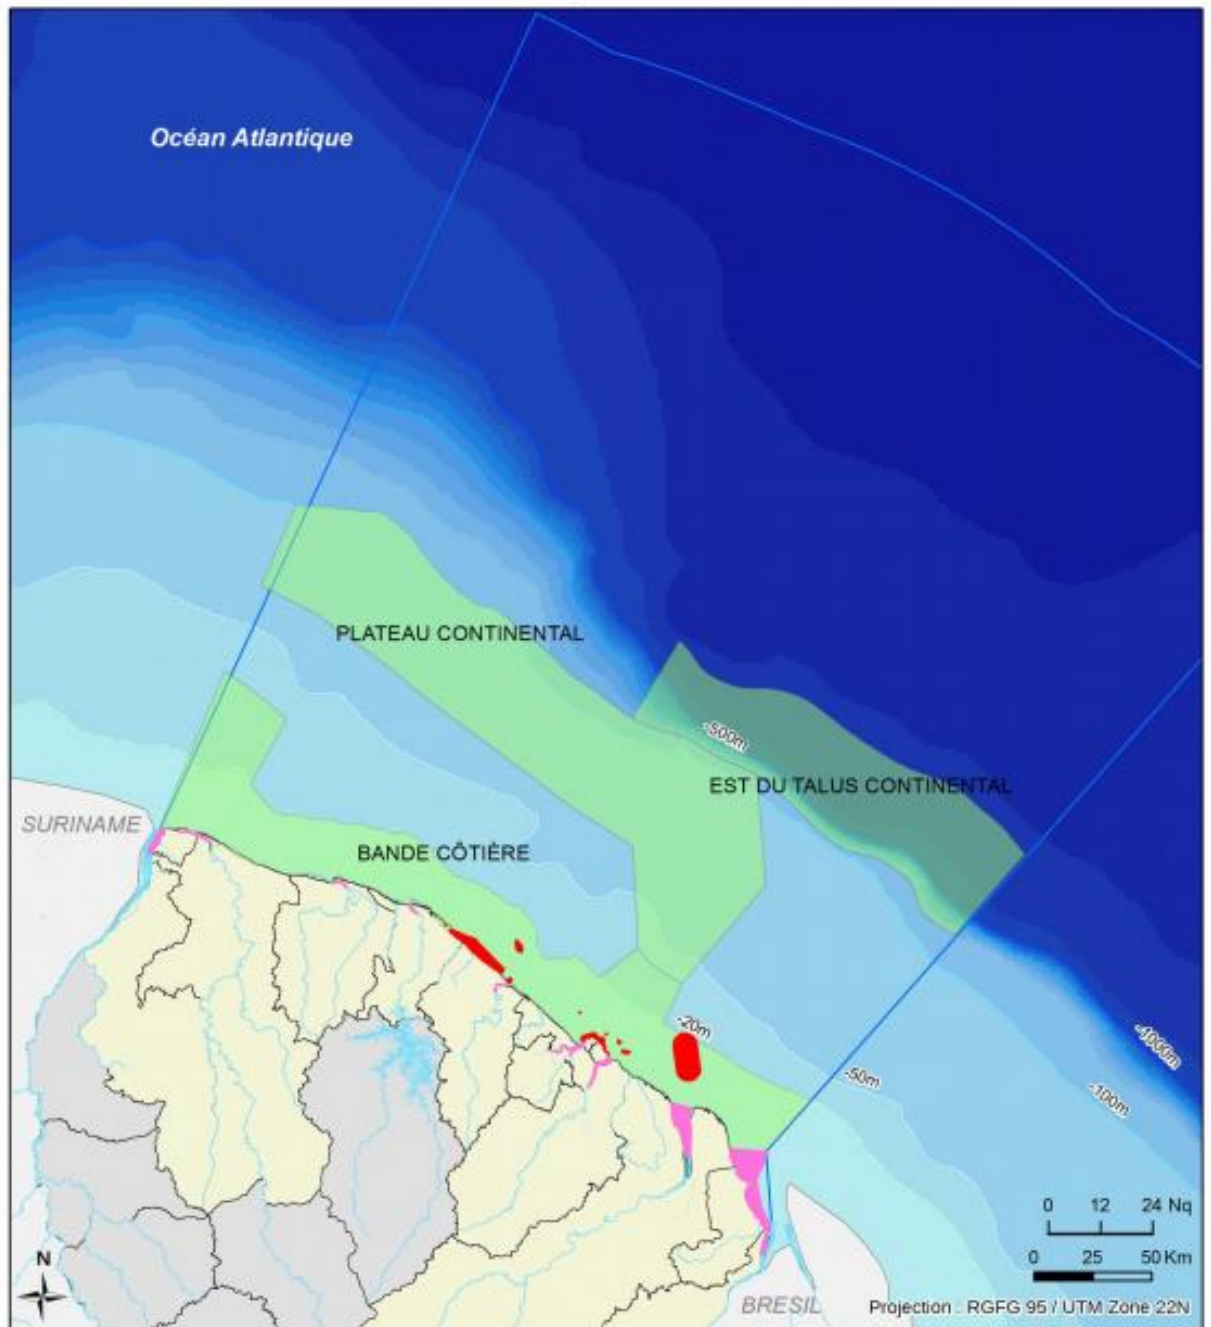 Océan Atlantique
PLATEAU CONTINENTAL
-500m
EST DU TALUS CONTINENTAL
SURINAME
BANDE CÔTIÈRE
-20m
-50m
-1000m
-100m
0 12 24 Nq
0 25 50 Km
N
BRESIL
Projection : RGFG 95 / UTM Zone 22N